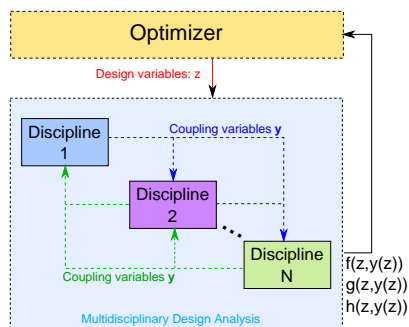 Optimizer
Design variables: z
Discipline
1
Coupling variables y
Discipline
2
Discipline
N
Coupling variables y
f(z,y(z))
g(z,y(z))
h(z,y(z))
Multidisciplinary Design Analysis